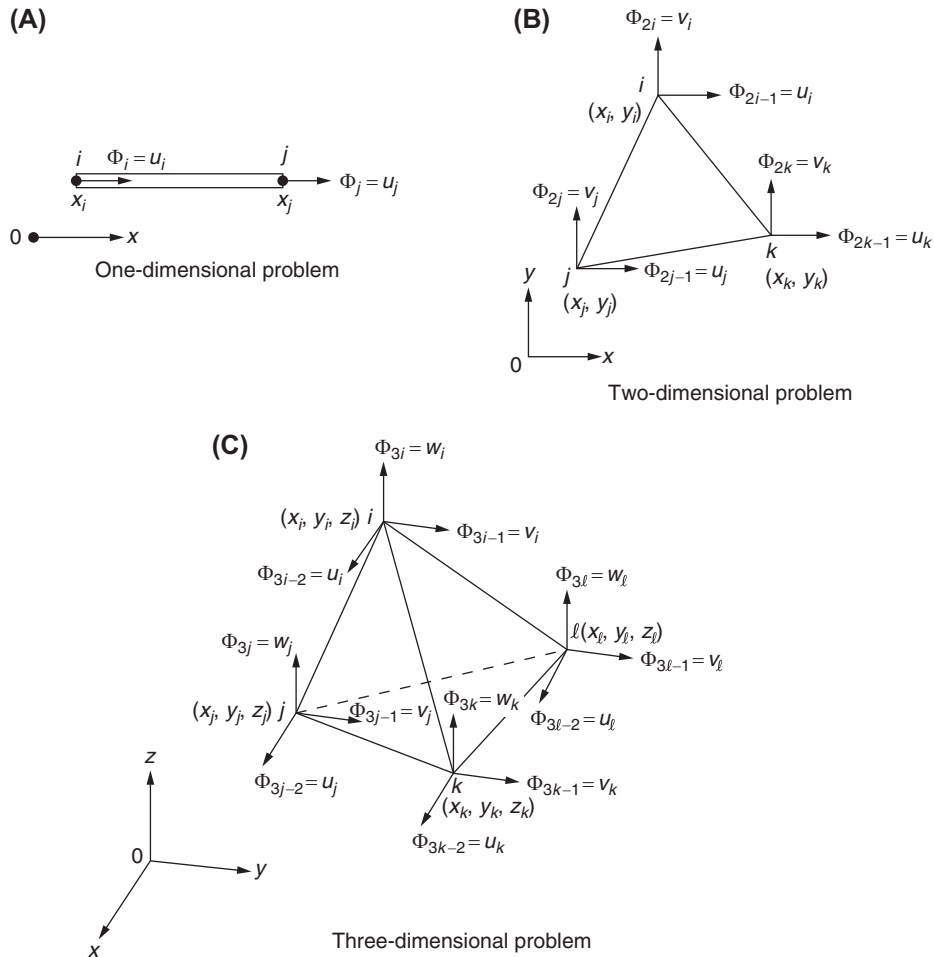 (A)
i
Φi = ui
j
Φj = uj
xi
xj
0
x
One-dimensional problem
(B)
Φ2i = vi
i
Φ2i−1 = ui
(xi, yi)
Φ2k = vk
Φ2j = vj
Φ2k−1 = uk
k
(xk, yk)
j
Φ2j−1 = uj
(xj, yj)
y
0
x
Two-dimensional problem
(C)
Φ3i = wi
(xi, yi, zi) i
Φ3i−1 = vi
Φ3i−2 = ui
Φ3ℓ = wℓ
ℓ(xℓ, yℓ, zℓ)
Φ3ℓ−1 = vℓ
Φ3j = wj
Φ3k = wk
(xj, yj, zj) j
Φ3j−1 = vj
Φ3ℓ−2 = uℓ
Φ3j−2 = uj
k
Φ3k−1 = vk
(xk, yk, zk)
Φ3k−2 = uk
z
0
y
x
Three-dimensional problem